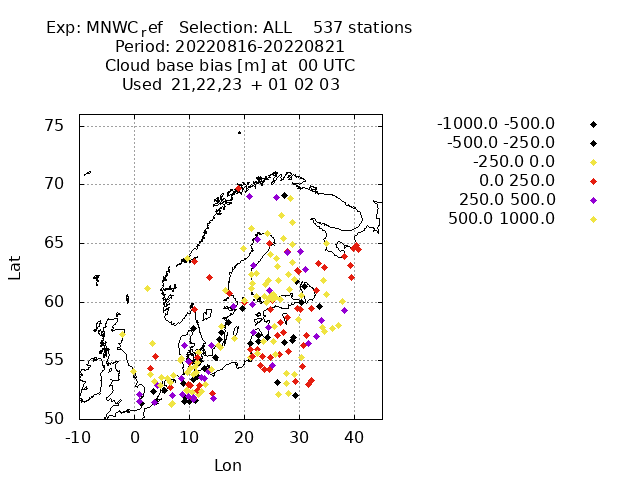 Exp: MNWC_ref Selection: ALL 537 stations
Period: 20220816-20220821
Cloud base bias [m] at 00 UTC
Used 21,22,23 + 01 02 03
-1000.0 -500.0
-500.0 -250.0
-250.0 0.0
0.0 250.0
250.0 500.0
500.0 1000.0
75
70
65
60
55
50
Lat
-10 0 10 20 30 40
Lon